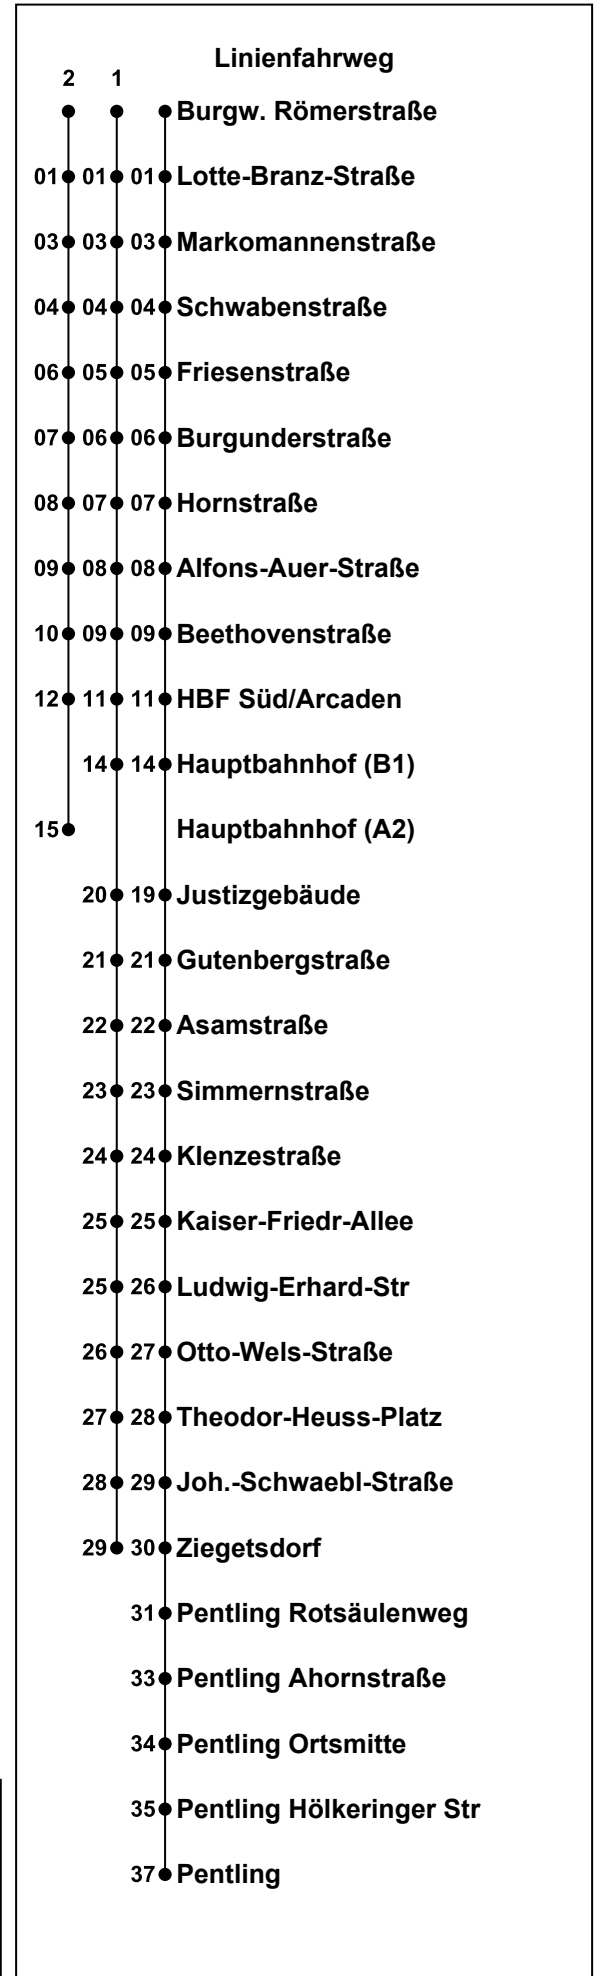 Linienfahrweg
2 1
Burgw. Römerstraße
01 01 01 Lotte-Branz-Straße
03 03 03 Markomannenstraße
04 04 04 Schwabenstraße
06 05 05 Friesenstraße
07 06 06 Burgunderstraße
08 07 07 Hornstraße
09 08 08 Alfons-Auer-Straße
10 09 09 Beethovenstraße
12 11 11 HBF Süd/Arcaden
14 14 Hauptbahnhof (B1)
15 Hauptbahnhof (A2)
20 19 Justizgebäude
21 21 Gutenbergstraße
22 22 Asamstraße
23 23 Simmernstraße
24 24 Klenzestraße
25 25 Kaiser-Friedr-Allee
25 26 Ludwig-Erhard-Str
26 27 Otto-Wels-Straße
27 28 Theodor-Heuss-Platz
28 29 Joh.-Schwaebl-Straße
29 30 Ziegetsdorf
31 Pentling Rotsäulenweg
33 Pentling Ahornstraße
34 Pentling Ortsmitte
35 Pentling Hölkeringer Str
37 Pentling